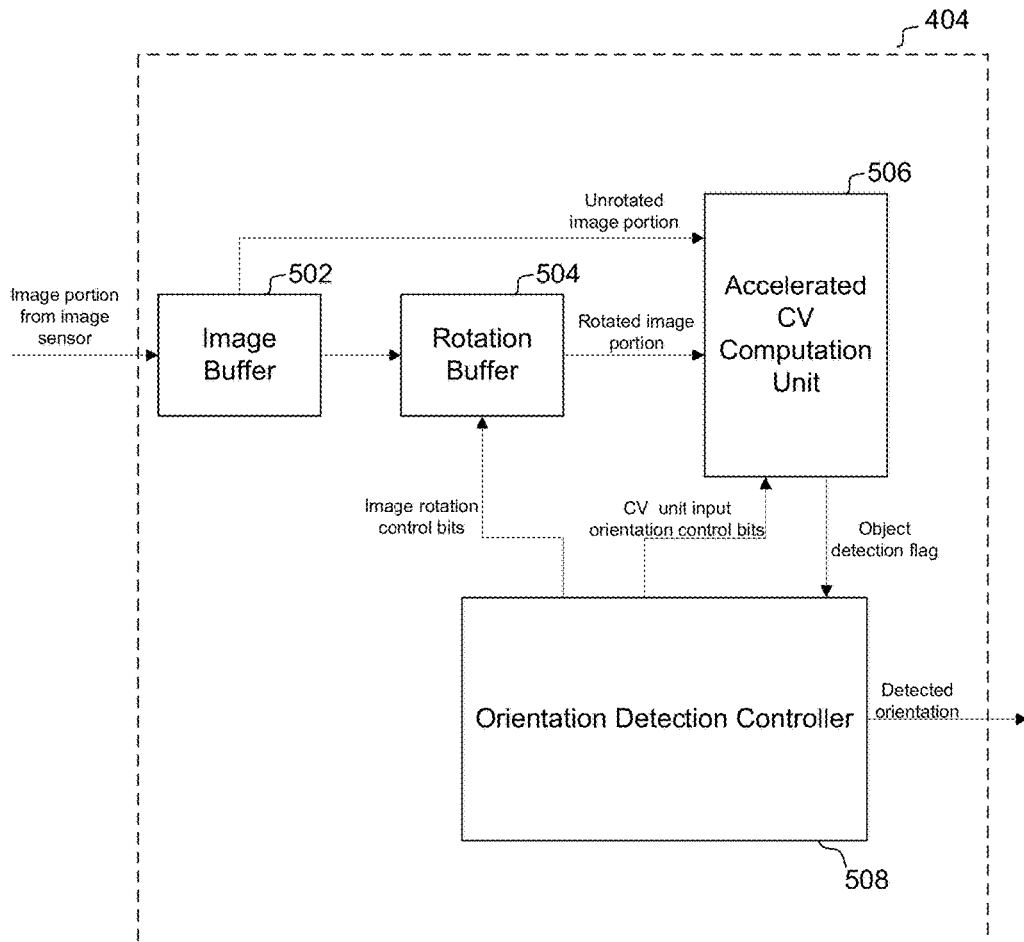 404
506
Unrotated
image portion
502
504
Image portion
from image
sensor
Image
Buffer
Rotation
Buffer
Rotated image
portion
Accelerated
CV
Computation
Unit
Image rotation
control bits
CV unit input
orientation control bits
Object
detection flag
Orientation Detection Controller
Detected
orientation
508